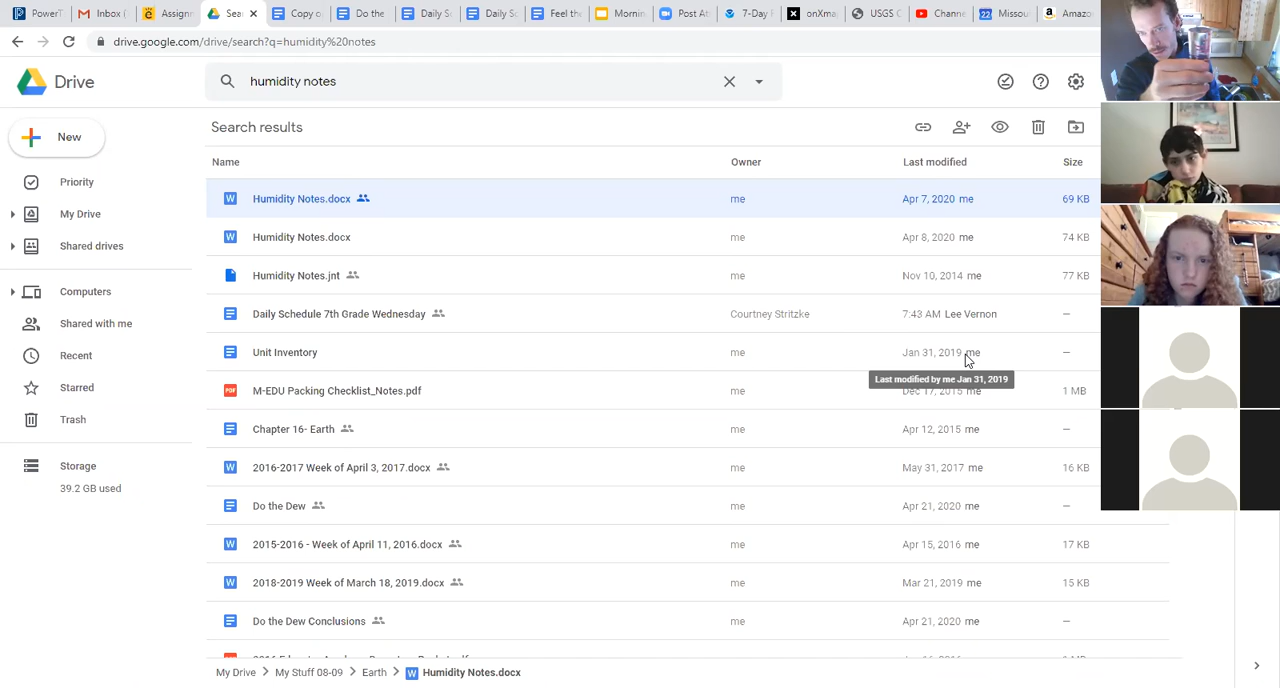 PowerT
Inbox (
Assignm
Sea
Copy o
Do the
Daily Sc
Daily Sc
Feel the
Mornin
Post Att
7-Day F
onXma
USGS C
Channe
Missou
Amazo
drive.google.com/drive/search?q=humidity%20notes
Drive
humidity notes
New
Search results
Name Owner Last modified Size
Priority
My Drive
Shared drives
Computers
Shared with me
Recent
Starred
Trash
Storage
39.2 GB used
Humidity Notes.docx me Apr 7, 2020 me 69 KB
Humidity Notes.docx me Apr 8, 2020 me 74 KB
Humidity Notes.jnt me Nov 10, 2014 me 77 KB
Daily Schedule 7th Grade Wednesday Courtney Stritzke 7:43 AM Lee Vernon –
Unit Inventory me Jan 31, 2019 me –
Last modified by me Jan 31, 2019
M-EDU Packing Checklist_Notes.pdf me Dec 17, 2015 me 1 MB
Chapter 16- Earth me Apr 12, 2015 me –
2016-2017 Week of April 3, 2017.docx me May 31, 2017 me 16 KB
Do the Dew me Apr 21, 2020 me –
2015-2016 - Week of April 11, 2016.docx me Apr 15, 2016 me 17 KB
2018-2019 Week of March 18, 2019.docx me Mar 21, 2019 me 15 KB
Do the Dew Conclusions me Apr 21, 2020 me –
My Drive > My Stuff 08-09 > Earth > Humidity Notes.docx